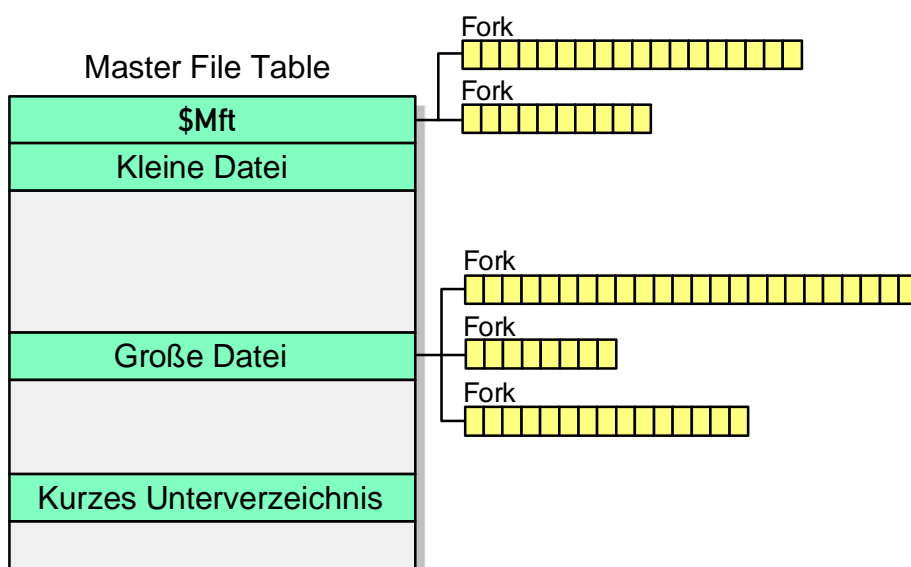 Fork
Master File Table
Fork
$Mft
Kleine Datei
Fork
Fork
Große Datei
Fork
Kurzes Unterverzeichnis